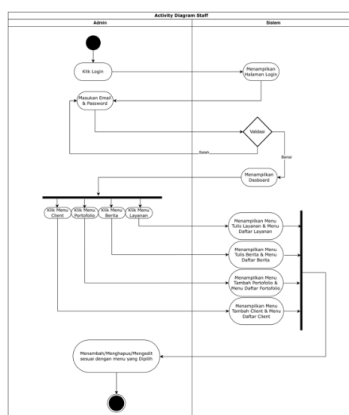 Activity Diagram Staff
Admin
Sistem
Klik Login
Menampilkan
Halaman Login
Masukan Email
& Password
Validasi
Salah
Benar
Menampilkan
Dasboard
Klik Menu
Client
Klik Menu
Portofolio
Klik Menu
Berita
Klik Menu
Layanan
Menampilkan Menu
Tulis Layanan & Menu
Daftar Layanan
Menampilkan Menu
Tulis Berita & Menu
Daftar Berita
Menampilkan Menu
Tambah Portofolio &
Menu Daftar Portofolio
Menampilkan Menu
Tambah Client & Menu
Daftar Client
Menambah/Menghapus/Mengedit
sesuai dengan menu yang Dipilih